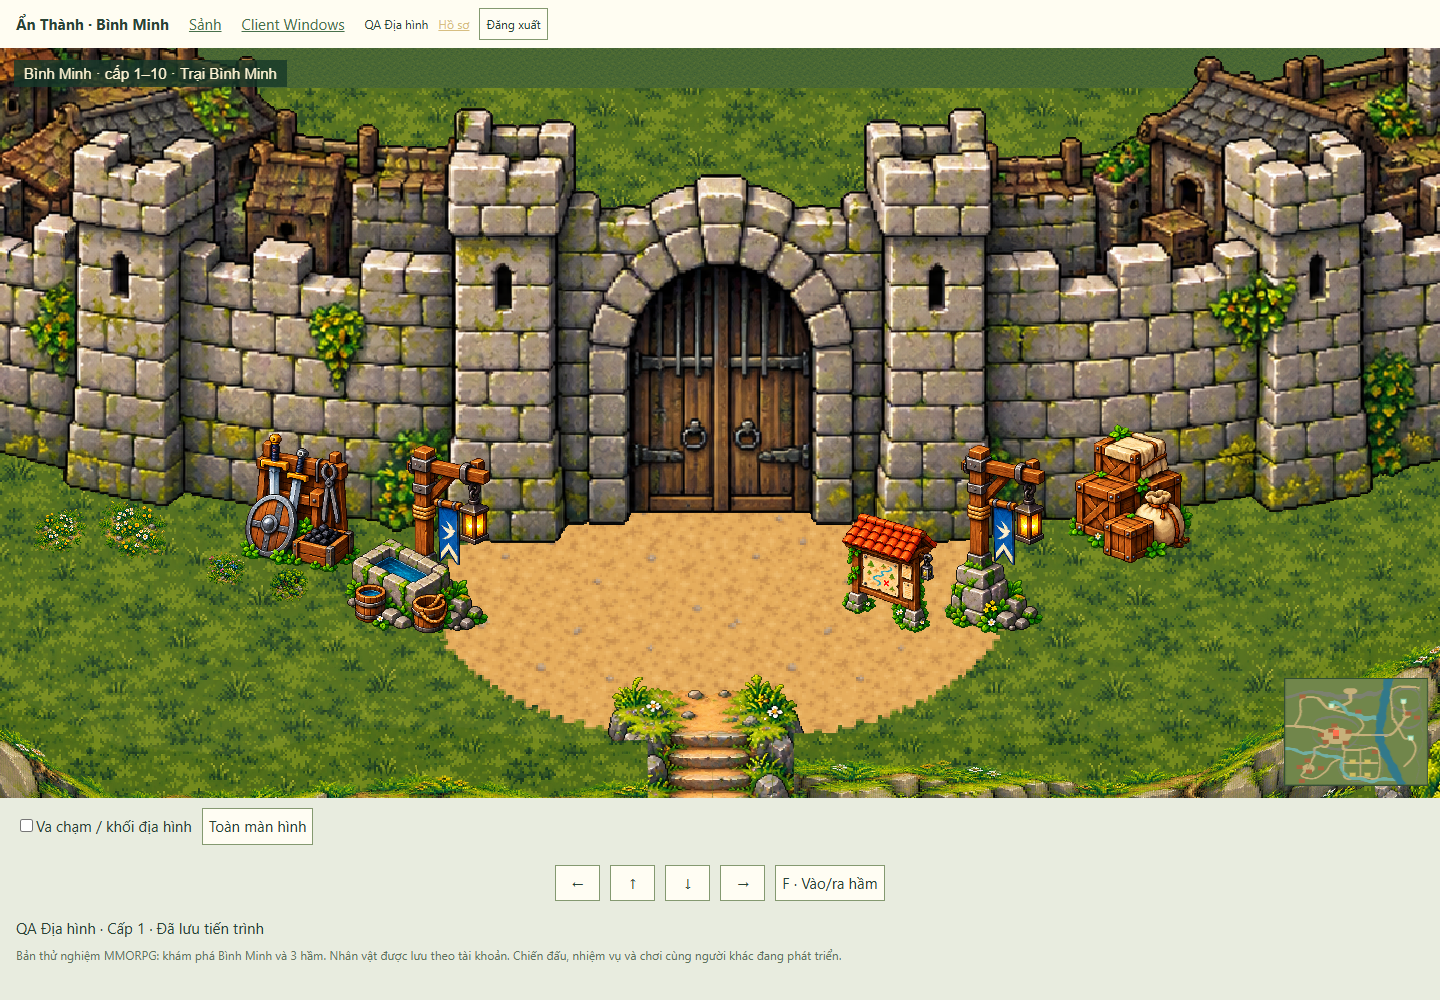 Ẩn Thành · Bình Minh Sảnh Client Windows QA Địa hình Hồ sơ Đăng xuất
Bình Minh · cấp 1–10 · Trại Bình Minh
Va chạm / khối địa hình Toàn màn hình
← ↑ ↓ → F · Vào/ra hầm
QA Địa hình · Cấp 1 · Đã lưu tiến trình
Bản thử nghiệm MMORPG: khám phá Bình Minh và 3 hầm. Nhân vật được lưu theo tài khoản. Chiến đấu, nhiệm vụ và chơi cùng người khác đang phát triển.